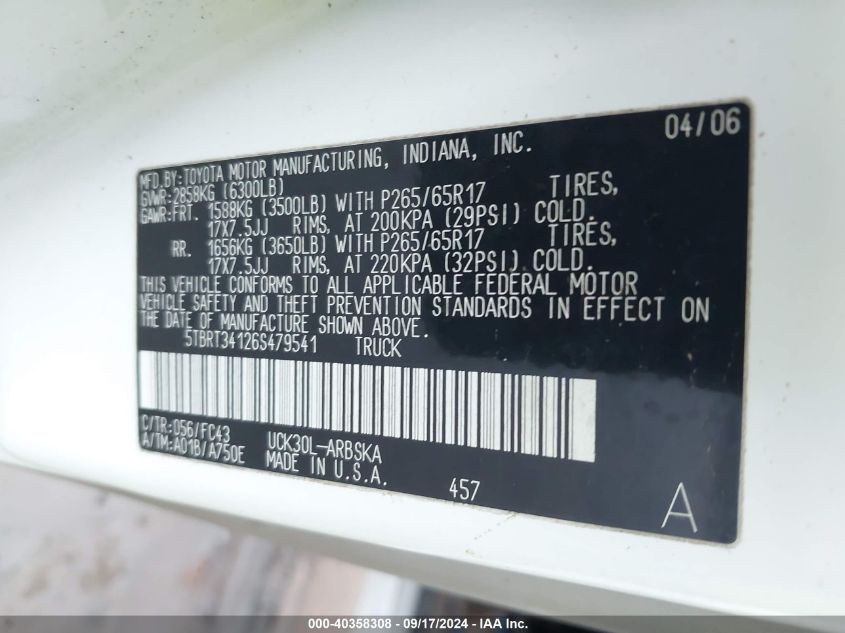 04/06
MFD.BY:TOYOTA MOTOR MANUFACTURING, INDIANA, INC.
GVWR:2858KG (6300LB)
GAWR:FRT. 1588KG (3500LB) WITH P265/65R17 TIRES,
17X7.5JJ RIMS, AT 200KPA (29PSI) COLD.
RR. 1656KG (3650LB) WITH P265/65R17 TIRES,
17X7.5JJ RIMS, AT 220KPA (32PSI) COLD.
THIS VEHICLE CONFORMS TO ALL APPLICABLE FEDERAL MOTOR
VEHICLE SAFETY AND THEFT PREVENTION STANDARDS IN EFFECT ON
THE DATE OF MANUFACTURE SHOWN ABOVE.
5TBRT34126S479541 TRUCK
C/TR:056/FC43 UCK30L-ARBSKA
A/TM:A01B/A750E MADE IN U.S.A.
457
A
000-40358308 - 09/17/2024 - IAA Inc.